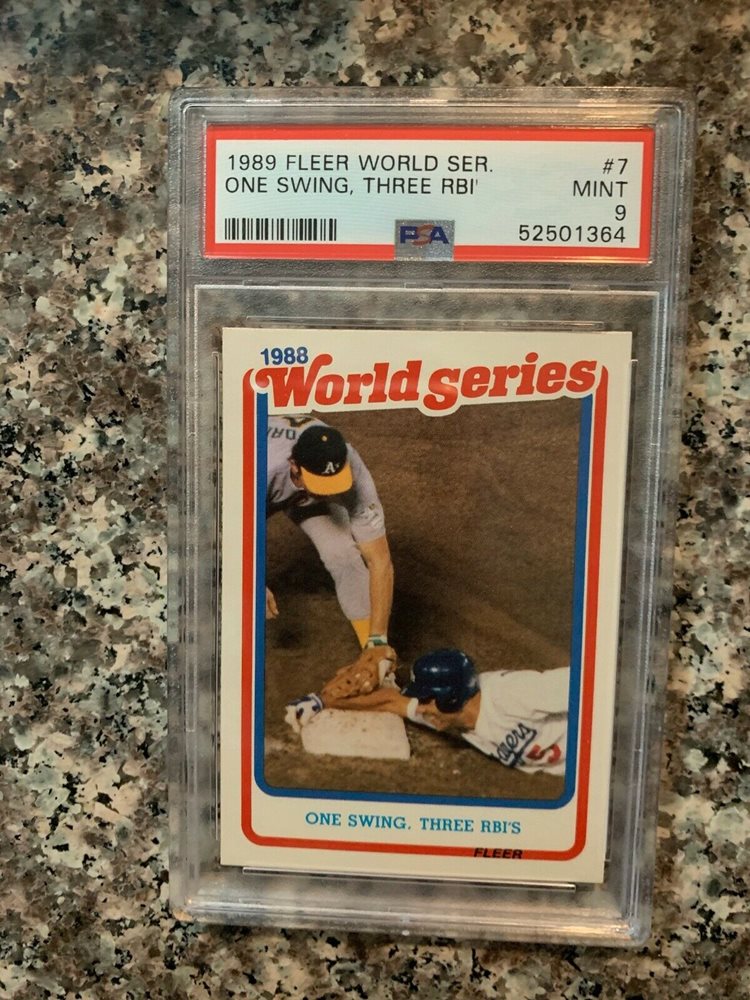 1989 FLEER WORLD SER. #7
ONE SWING, THREE RBI' MINT
9
PSA 52501364
1988
World Series
A's
5
ONE SWING, THREE RBI'S
FLEER